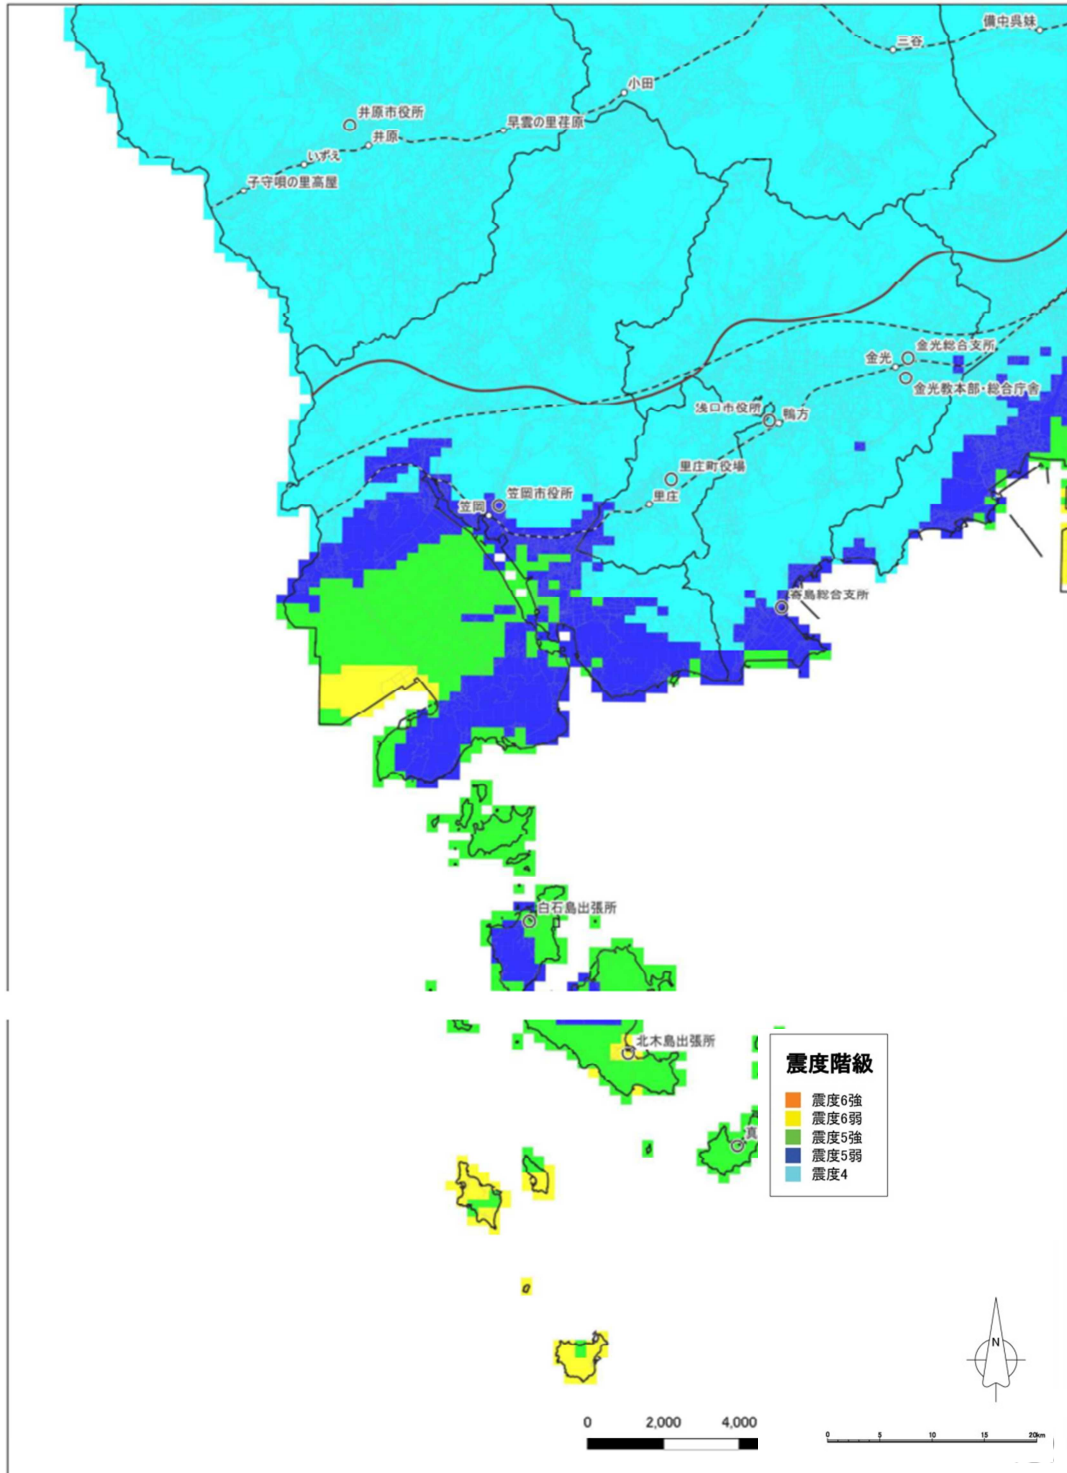 備中呉妹
三谷
小田
井原市役所
早雲の里荏原
井原
いずえ
子守唄の里高屋
金光総合支所
金光
金光教本部・総合庁舎
浅口市役所
鴨方
里庄町役場
笠岡市役所
里庄
笠岡
寄島総合支所
白石島出張所
北木島出張所
震度階級
震度6強
震度6弱
真
震度5強
震度5弱
震度4
N
0 2,000 4,000
0 5 10 15 20km